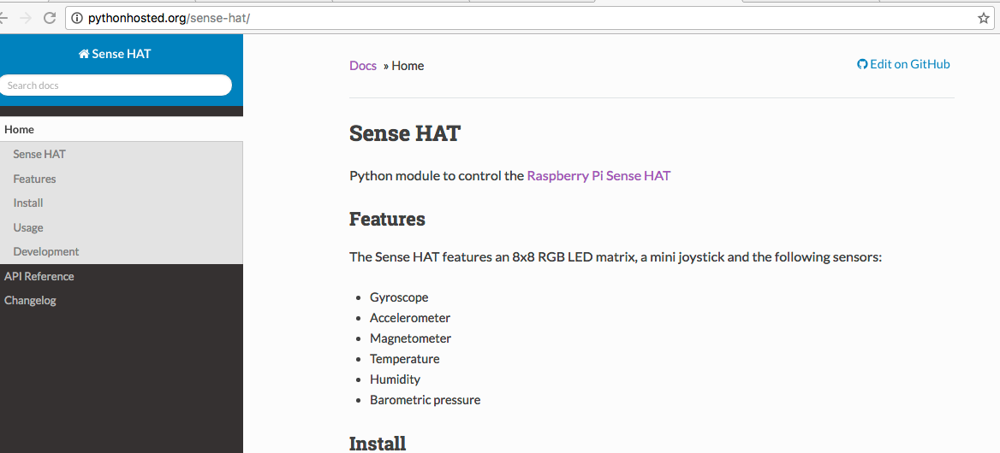 pythonhosted.org/sense-hat/
Sense HAT
Search docs
Home
Sense HAT
Features
Install
Usage
Development
API Reference
Changelog
Docs » Home
Edit on GitHub
Sense HAT
Python module to control the Raspberry Pi Sense HAT
Features
The Sense HAT features an 8x8 RGB LED matrix, a mini joystick and the following sensors:
• Gyroscope
• Accelerometer
• Magnetometer
• Temperature
• Humidity
• Barometric pressure
Install